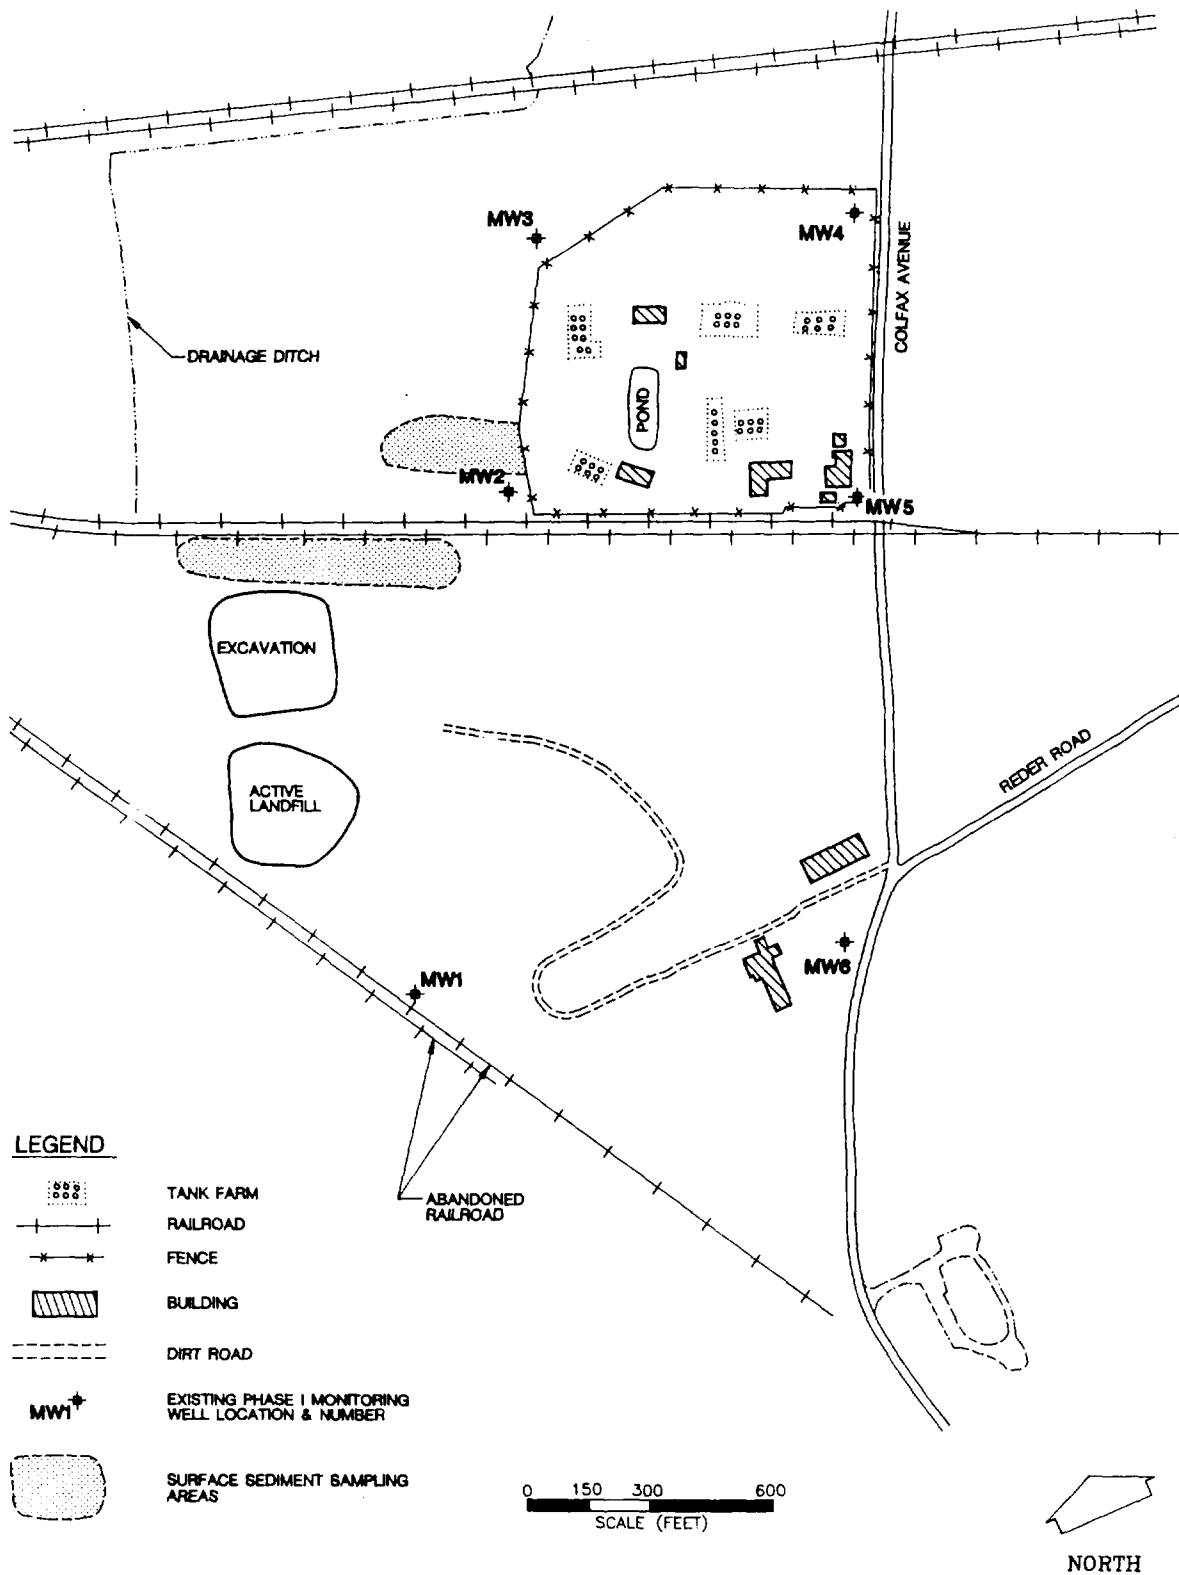 MW3
MW4
COLFAX AVENUE
DRAINAGE DITCH
POND
MW2
MW5
EXCAVATION
REDER ROAD
ACTIVE
LANDFILL
MW6
MW1
LEGEND
TANK FARM
RAILROAD
FENCE
BUILDING
DIRT ROAD
MW1
EXISTING PHASE I MONITORING
WELL LOCATION & NUMBER
SURFACE SEDIMENT SAMPLING
AREAS
ABANDONED
RAILROAD
0 150 300 600
SCALE (FEET)
NORTH